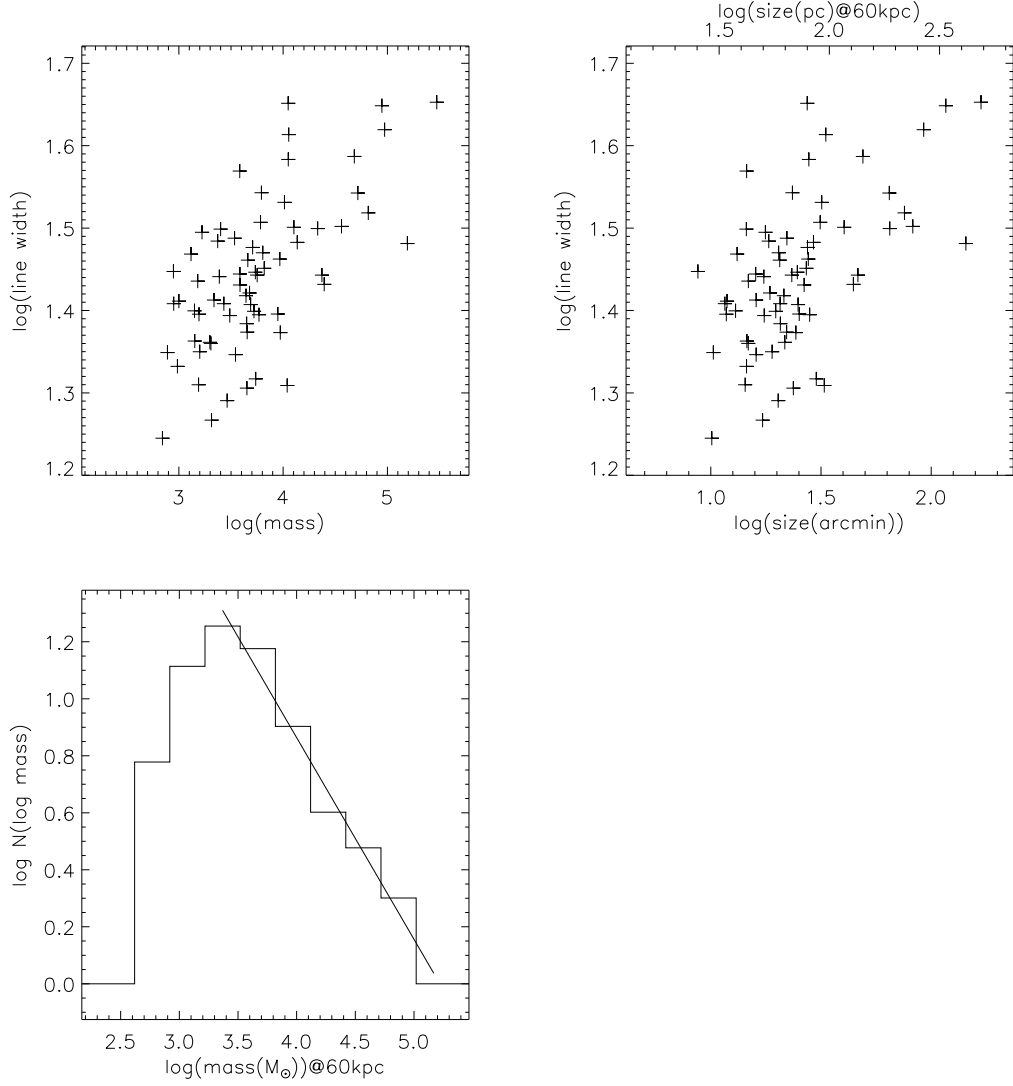 log(size(pc)@60kpc)
1.5 2.0 2.5
1.7 1.7
1.6 1.6
1.5 1.5
1.4 1.4
1.3 1.3
1.2 1.2
log(line width) log(line width)
3 4 5
log(mass)
1.0 1.5 2.0
log(size(arcmin))
1.2
1.0
0.8
0.6
0.4
0.2
0.0
log N(log mass)
2.5 3.0 3.5 4.0 4.5 5.0
log(mass(M☉))@60kpc